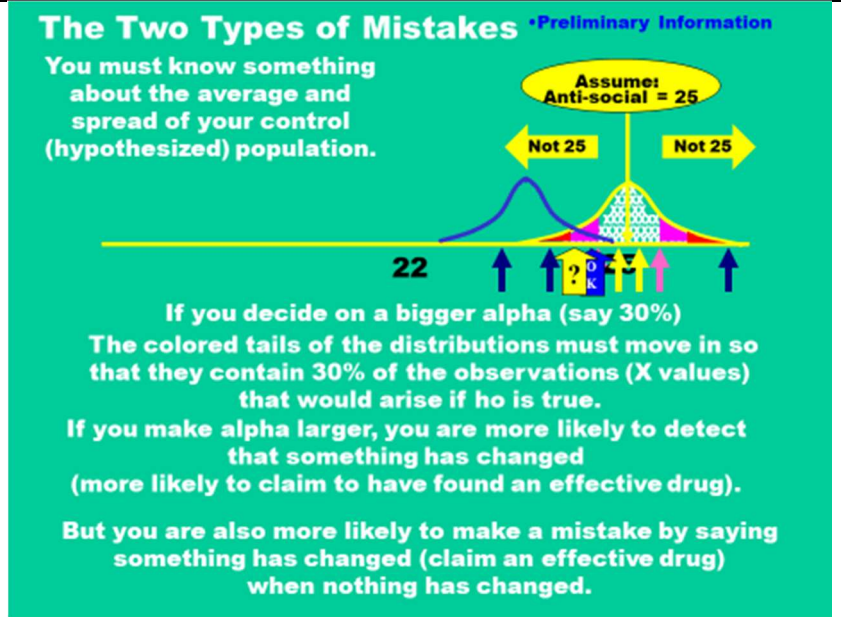 The Two Types of Mistakes
•Preliminary Information
You must know something
about the average and
spread of your control
(hypothesized) population.
Assume:
Anti-social = 25
Not 25
Not 25
22
?
O
K
If you decide on a bigger alpha (say 30%)
The colored tails of the distributions must move in so
that they contain 30% of the observations (X values)
that would arise if ho is true.
If you make alpha larger, you are more likely to detect
that something has changed
(more likely to claim to have found an effective drug).
But you are also more likely to make a mistake by saying
something has changed (claim an effective drug)
when nothing has changed.